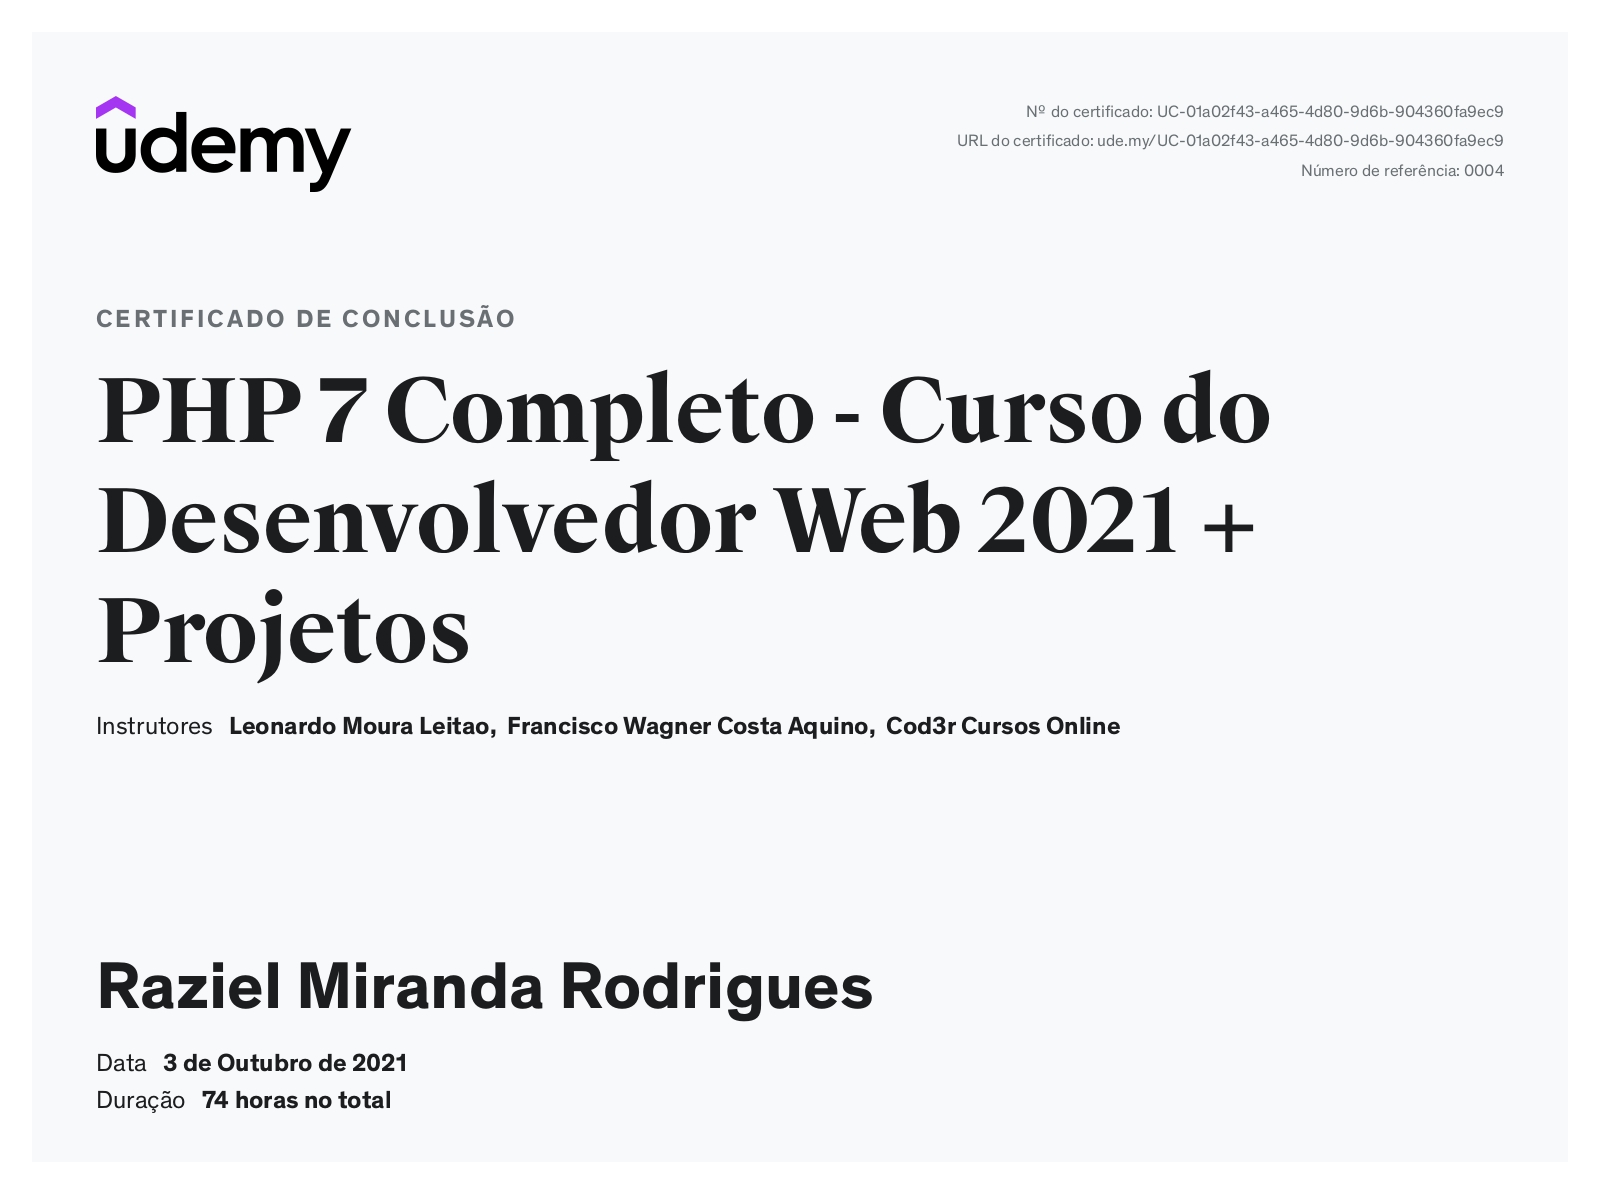 udemy
Nº do certificado: UC-01a02f43-a465-4d80-9d6b-904360fa9ec9
URL do certificado: ude.my/UC-01a02f43-a465-4d80-9d6b-904360fa9ec9
Número de referência: 0004
CERTIFICADO DE CONCLUSÃO
PHP 7 Completo - Curso do
Desenvolvedor Web 2021 +
Projetos
Instrutores Leonardo Moura Leitao, Francisco Wagner Costa Aquino, Cod3r Cursos Online
Raziel Miranda Rodrigues
Data 3 de Outubro de 2021
Duração 74 horas no total